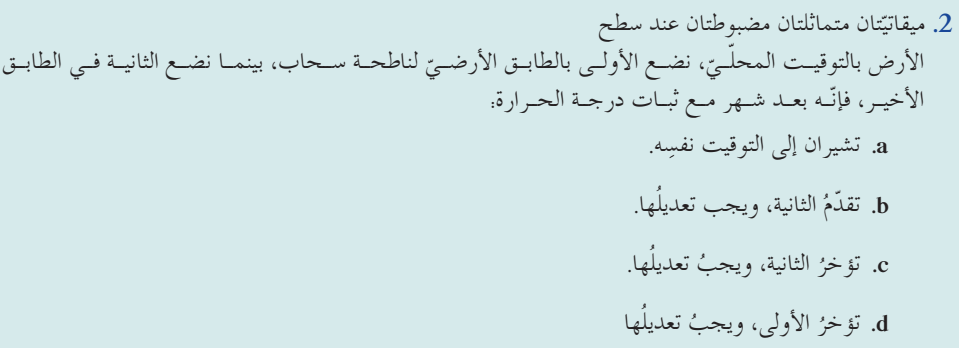 2. ميقاتيّتان متماثلتان مضبوطتان عند سطح
الأرض بالتوقيت المحلّيّ، نضع الأولى بالطابق الأرضيّ لناطحة سحاب، بينما نضع الثانية في الطابق
الأخير، فإنّه بعد شهر مع ثبات درجة الحرارة:
a. تشيران إلى التوقيت نفسِه.
b. تقدّمُ الثانية، ويجب تعديلُها.
c. تؤخرُ الثانية، ويجبُ تعديلُها.
d. تؤخرُ الأولى، ويجبُ تعديلُها